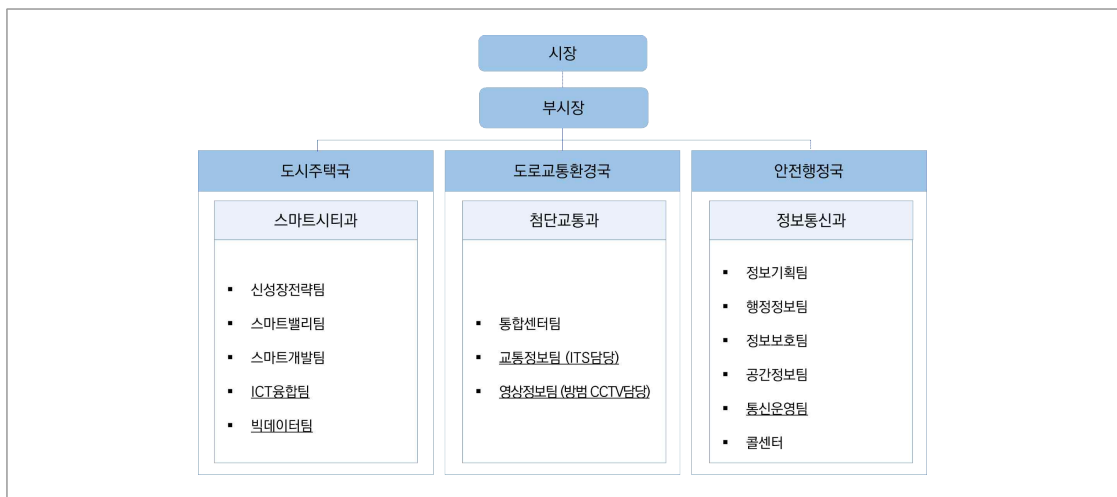 시장
부시장
도시주택국
스마트시티과
▪ 신성장전략팀
▪ 스마트밸리팀
▪ 스마트개발팀
▪ ICT융합팀
▪ 빅데이터팀
도로교통환경국
첨단교통과
▪ 통합센터팀
▪ 교통정보팀 (ITS담당)
▪ 영상정보팀 (방범 CCTV담당)
안전행정국
정보통신과
▪ 정보기획팀
▪ 행정정보팀
▪ 정보보호팀
▪ 공간정보팀
▪ 통신운영팀
▪ 콜센터